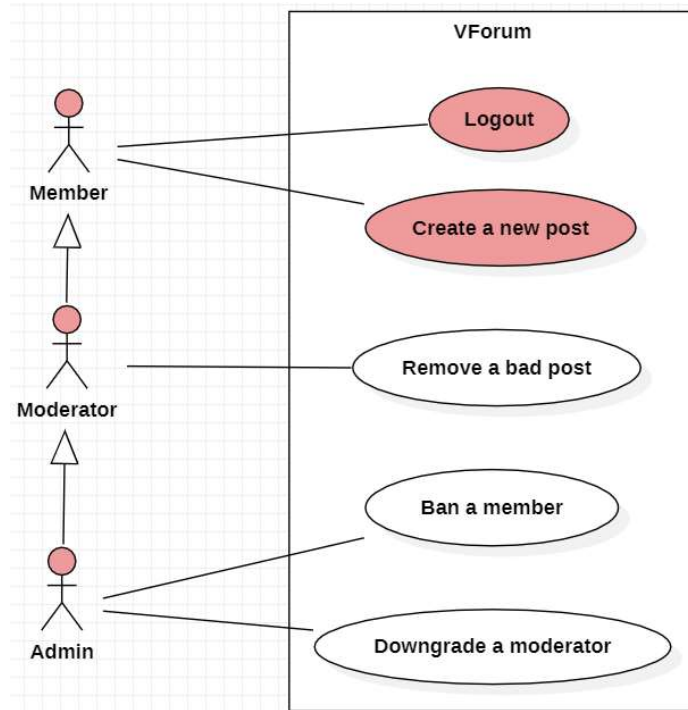 VForum
Logout
Member
Create a new post
Remove a bad post
Moderator
Ban a member
Admin
Downgrade a moderator